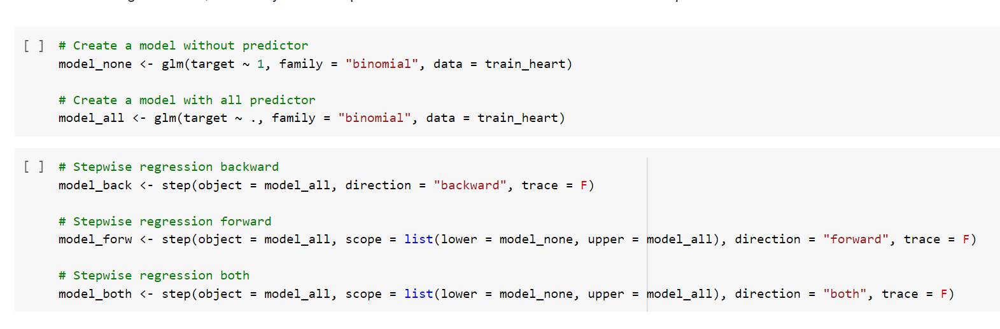 [ ] # Create a model without predictor
model_none <- glm(target ~ 1, family = "binomial", data = train_heart)
# Create a model with all predictor
model_all <- glm(target ~ ., family = "binomial", data = train_heart)
[ ] # Stepwise regression backward
model_back <- step(object = model_all, direction = "backward", trace = F)
# Stepwise regression forward
model_forw <- step(object = model_all, scope = list(lower = model_none, upper = model_all), direction = "forward", trace = F)
# Stepwise regression both
model_both <- step(object = model_all, scope = list(lower = model_none, upper = model_all), direction = "both", trace = F)